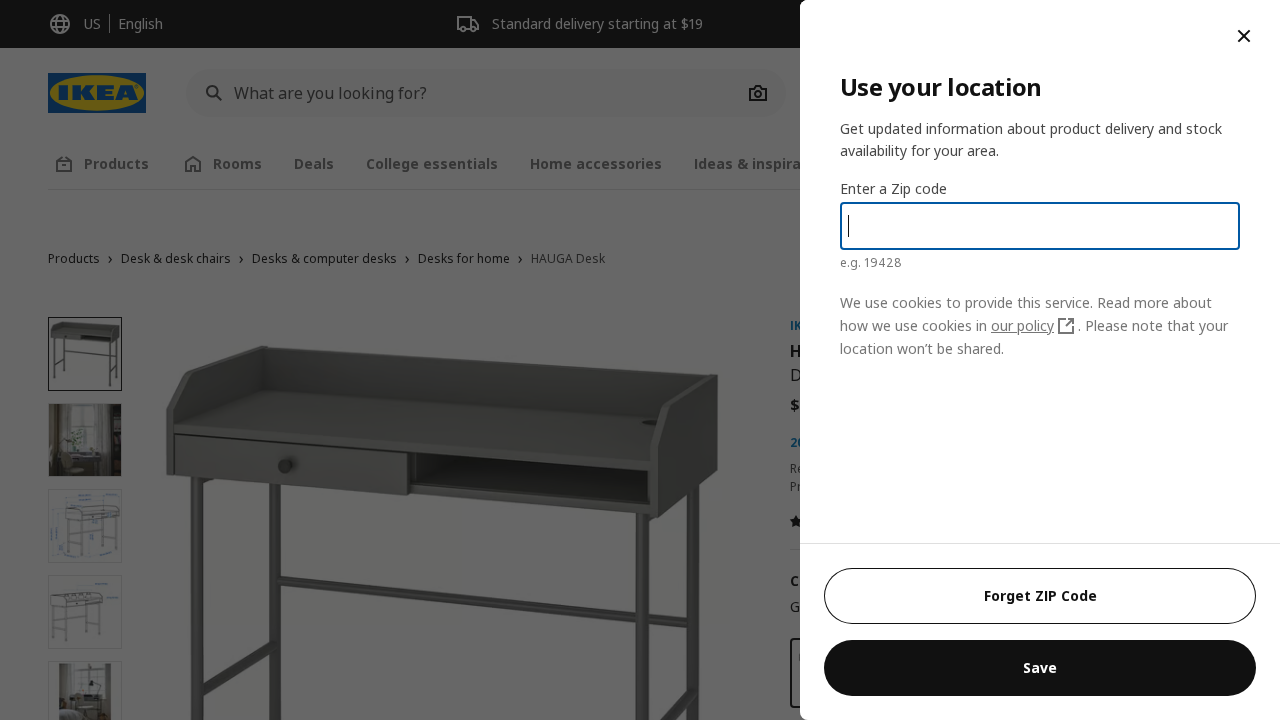 US
English
Standard delivery starting at $19
IKEA
What are you looking for?
Products
Rooms
Deals
College essentials
Home accessories
Ideas & inspira
Products › Desk & desk chairs › Desks & computer desks › Desks for home › HAUGA Desk
IK
H
D
$
20
Re
Pr
C
G
Use your location
Get updated information about product delivery and stock
availability for your area.
Enter a Zip code
e.g. 19428
We use cookies to provide this service. Read more about
how we use cookies in our policy . Please note that your
location won’t be shared.
Forget ZIP Code
Save